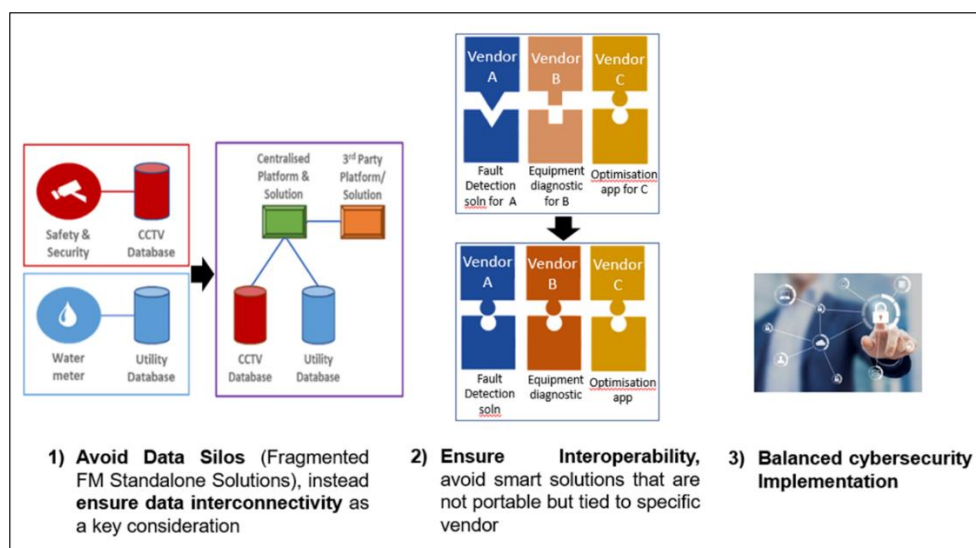 Safety &
Security
CCTV
Database
Water
meter
Utility
Database
Centralised
Platform &
Solution
3rd Party
Platform/
Solution
CCTV
Database
Utility
Database
Vendor
A
Vendor
B
Vendor
C
Fault
Detection
soln for A
Equipment
diagnostic
for B
Optimisation
app for C
Vendor
A
Vendor
B
Vendor
C
Fault
Detection
soln
Equipment
diagnostic
Optimisation
app
1) Avoid Data Silos (Fragmented
FM Standalone Solutions), instead
ensure data interconnectivity as
a key consideration
2) Ensure Interoperability,
avoid smart solutions that are
not portable but tied to specific
vendor
3) Balanced cybersecurity
Implementation